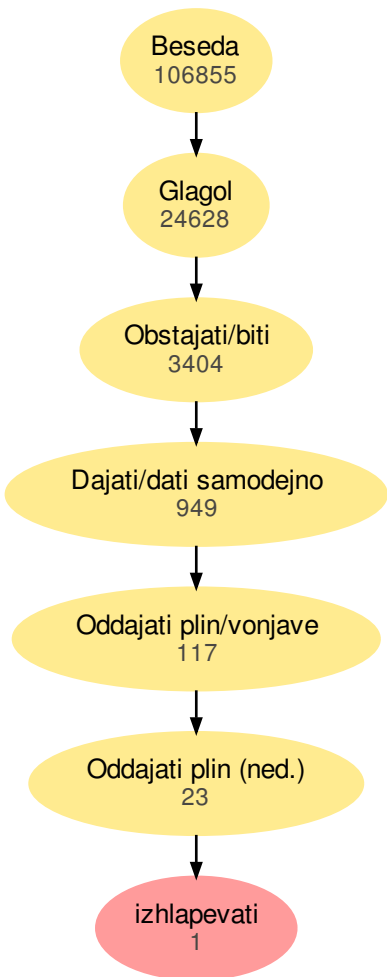 Beseda
106855
Glagol
24628
Obstajati/biti
3404
Dajati/dati samodejno
949
Oddajati plin/vonjave
117
Oddajati plin (ned.)
23
izhlapevati
1